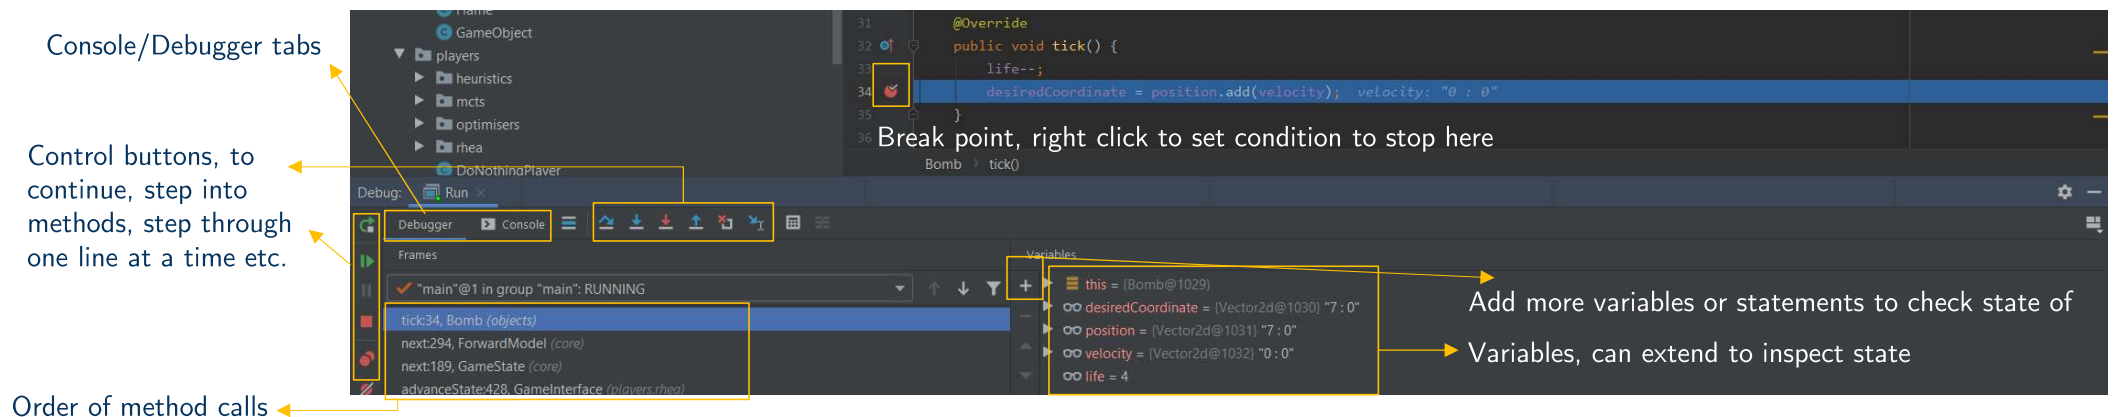 Console/Debugger tabs
Control buttons, to
continue, step into
methods, step through
one line at a time etc.
Order of method calls
Flame
GameObject
players
heuristics
mcts
optimisers
rhea
DoNothingPlayer
31 @Override
32 public void tick() {
33 life--;
34 desiredCoordinate = position.add(velocity); velocity: "0 : 0"
35 }
36
Break point, right click to set condition to stop here
Bomb > tick()
Debug: Run ×
Debugger Console
Frames
"main"@1 in group "main": RUNNING
tick:34, Bomb (objects)
next:294, ForwardModel (core)
next:189, GameState (core)
advanceState:428, GameInterface (players.rhea)
Variables
this = {Bomb@1029}
desiredCoordinate = {Vector2d@1030} "7 : 0"
position = {Vector2d@1031} "7 : 0"
velocity = {Vector2d@1032} "0 : 0"
life = 4
Add more variables or statements to check state of
Variables, can extend to inspect state